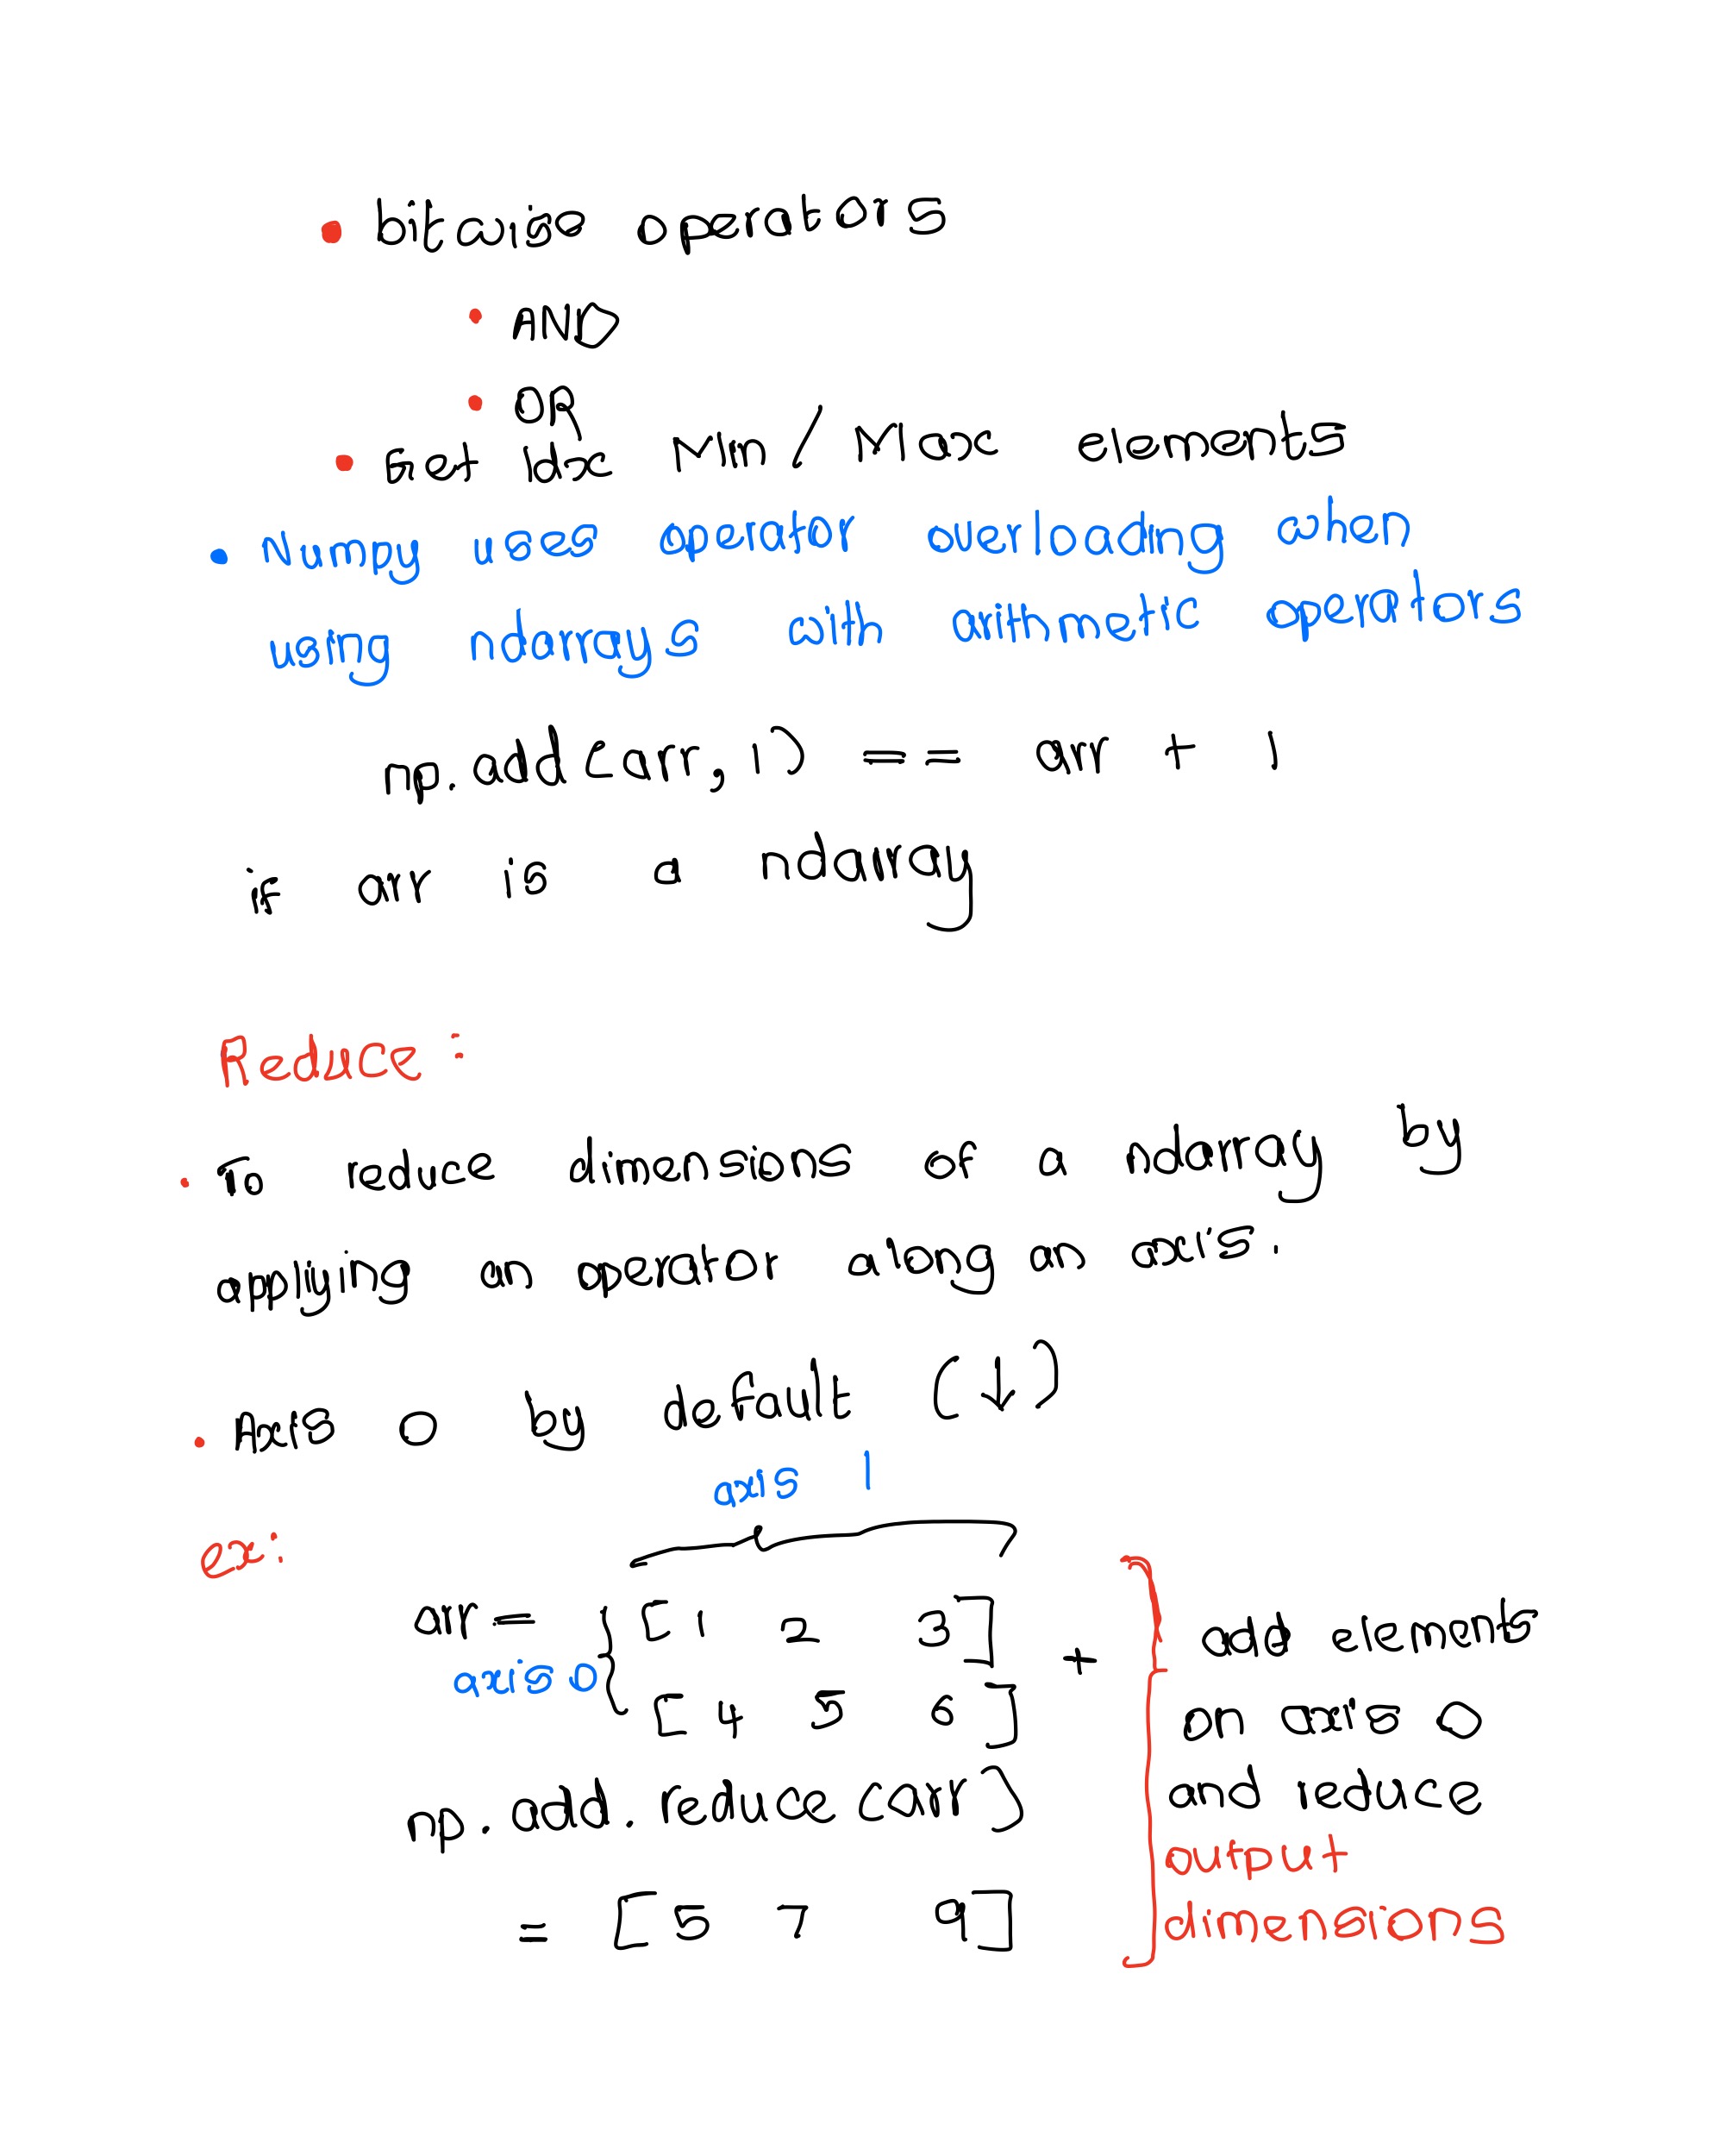 • bitwise operators
• AND
• OR
• Get idx Min / Max elements
• Numpy uses operator overloading when
using ndarrays with arithmetic operators
np.add(arr, 1) == arr + 1
if arr is a ndarray
Reduce:
• To reduce dimensions of a ndarray by
applying an operator along an axis.
• Axis 0 by default (↓)
axis 1
ex:
arr = [1 2 3] +
axis 0
[4 5 6]
np.add.reduce(arr)
= [5 7 9]
add elements
on axis 0
and reduce
output
dimensions